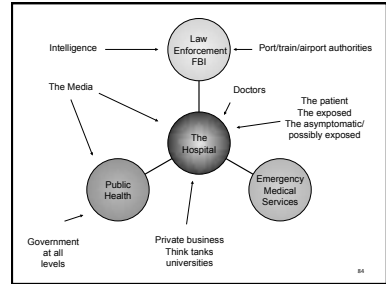 Law
Enforcement
FBI
Intelligence
Port/train/airport authorities
The Media
Doctors
The patient
The exposed
The asymptomatic/
possibly exposed
The
Hospital
Public
Health
Emergency
Medical
Services
Government
at all
levels
Private business
Think tanks
universities
84